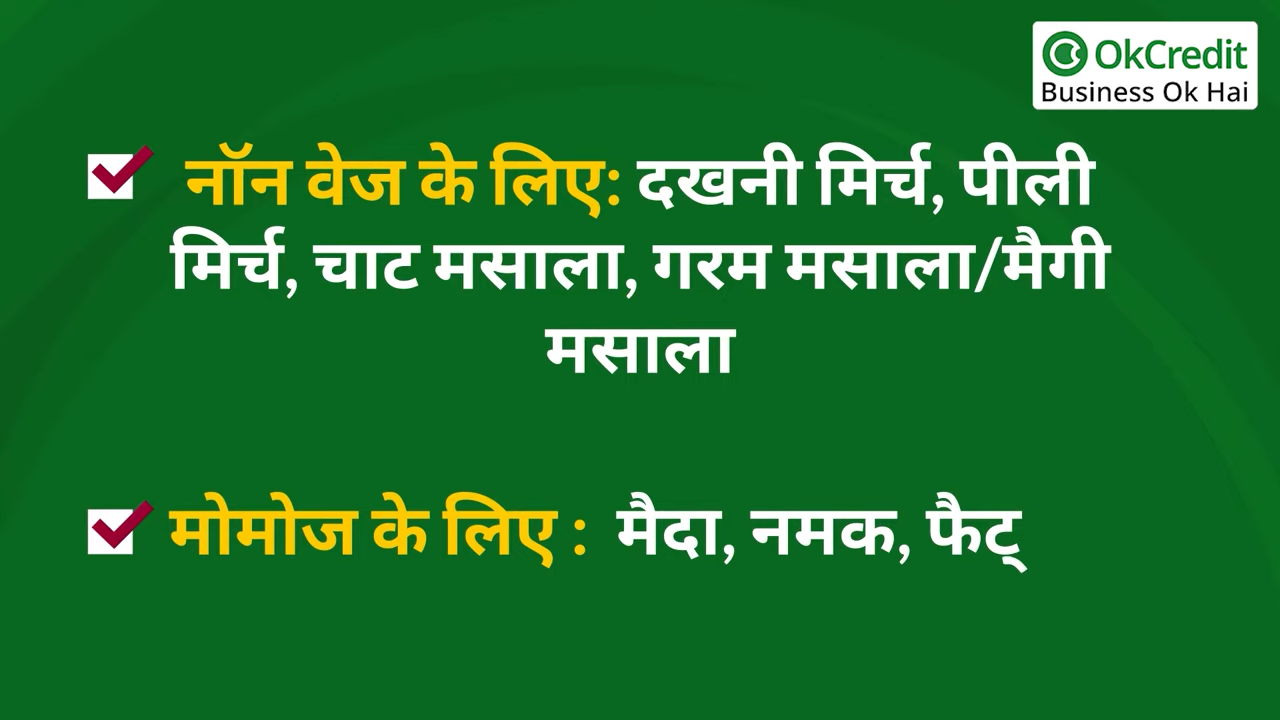 OkCredit
Business Ok Hai
नॉन वेज के लिए: दखनी मिर्च, पीली
मिर्च, चाट मसाला, गरम मसाला/मैगी
मसाला
मोमोज के लिए : मैदा, नमक, फैट्